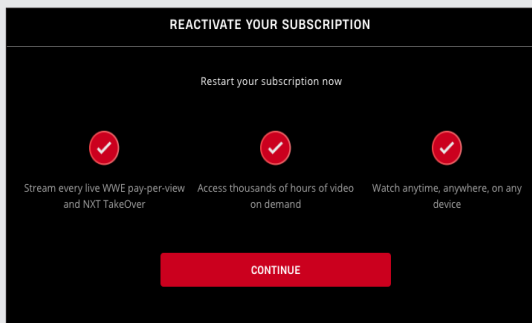 REACTIVATE YOUR SUBSCRIPTION
Restart your subscription now
Stream every live WWE pay-per-view
and NXT TakeOver
Access thousands of hours of video
on demand
Watch anytime, anywhere, on any
device
CONTINUE